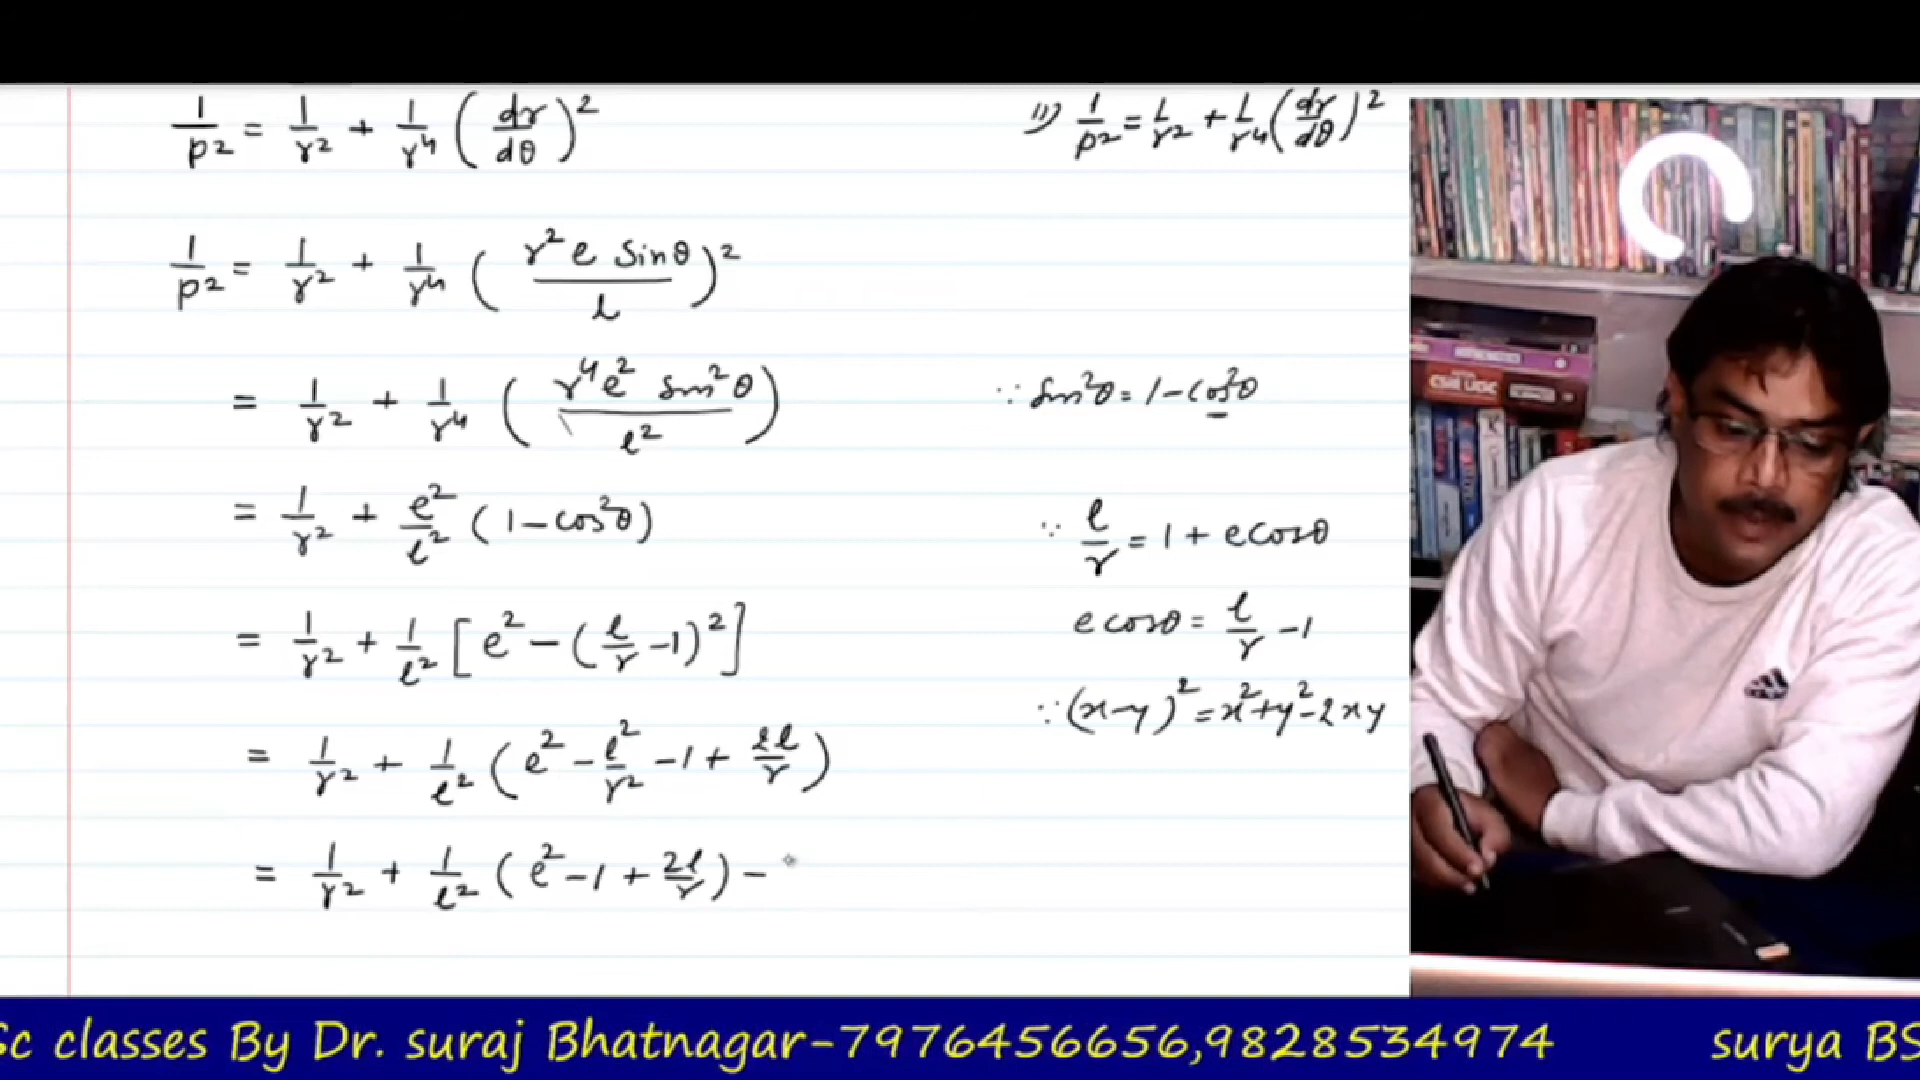 1/p² = 1/r² + 1/r⁴ (dr/dθ)²
1/p² = 1/r² + 1/r⁴ (r² e Sinθ / l)²
= 1/r² + 1/r⁴ (r⁴e² sin²θ / l²)
= 1/r² + e²/l² (1 - cos²θ)
= 1/r² + 1/l² [e² - (l/r - 1)²]
= 1/r² + 1/l² (e² - l²/r² - 1 + 2l/r)
= 1/r² + 1/l² (e² - 1 + 2l/r) -
11) 1/p² = 1/r² + 1/r⁴ (dr/dθ)²
∵ sin²θ = 1 - cos²θ
∵ l/r = 1 + e cosθ
e cosθ = l/r - 1
∵ (x-y)² = x² + y² - 2xy
Sc classes By Dr. suraj Bhatnagar-7976456656,9828534974 surya BS